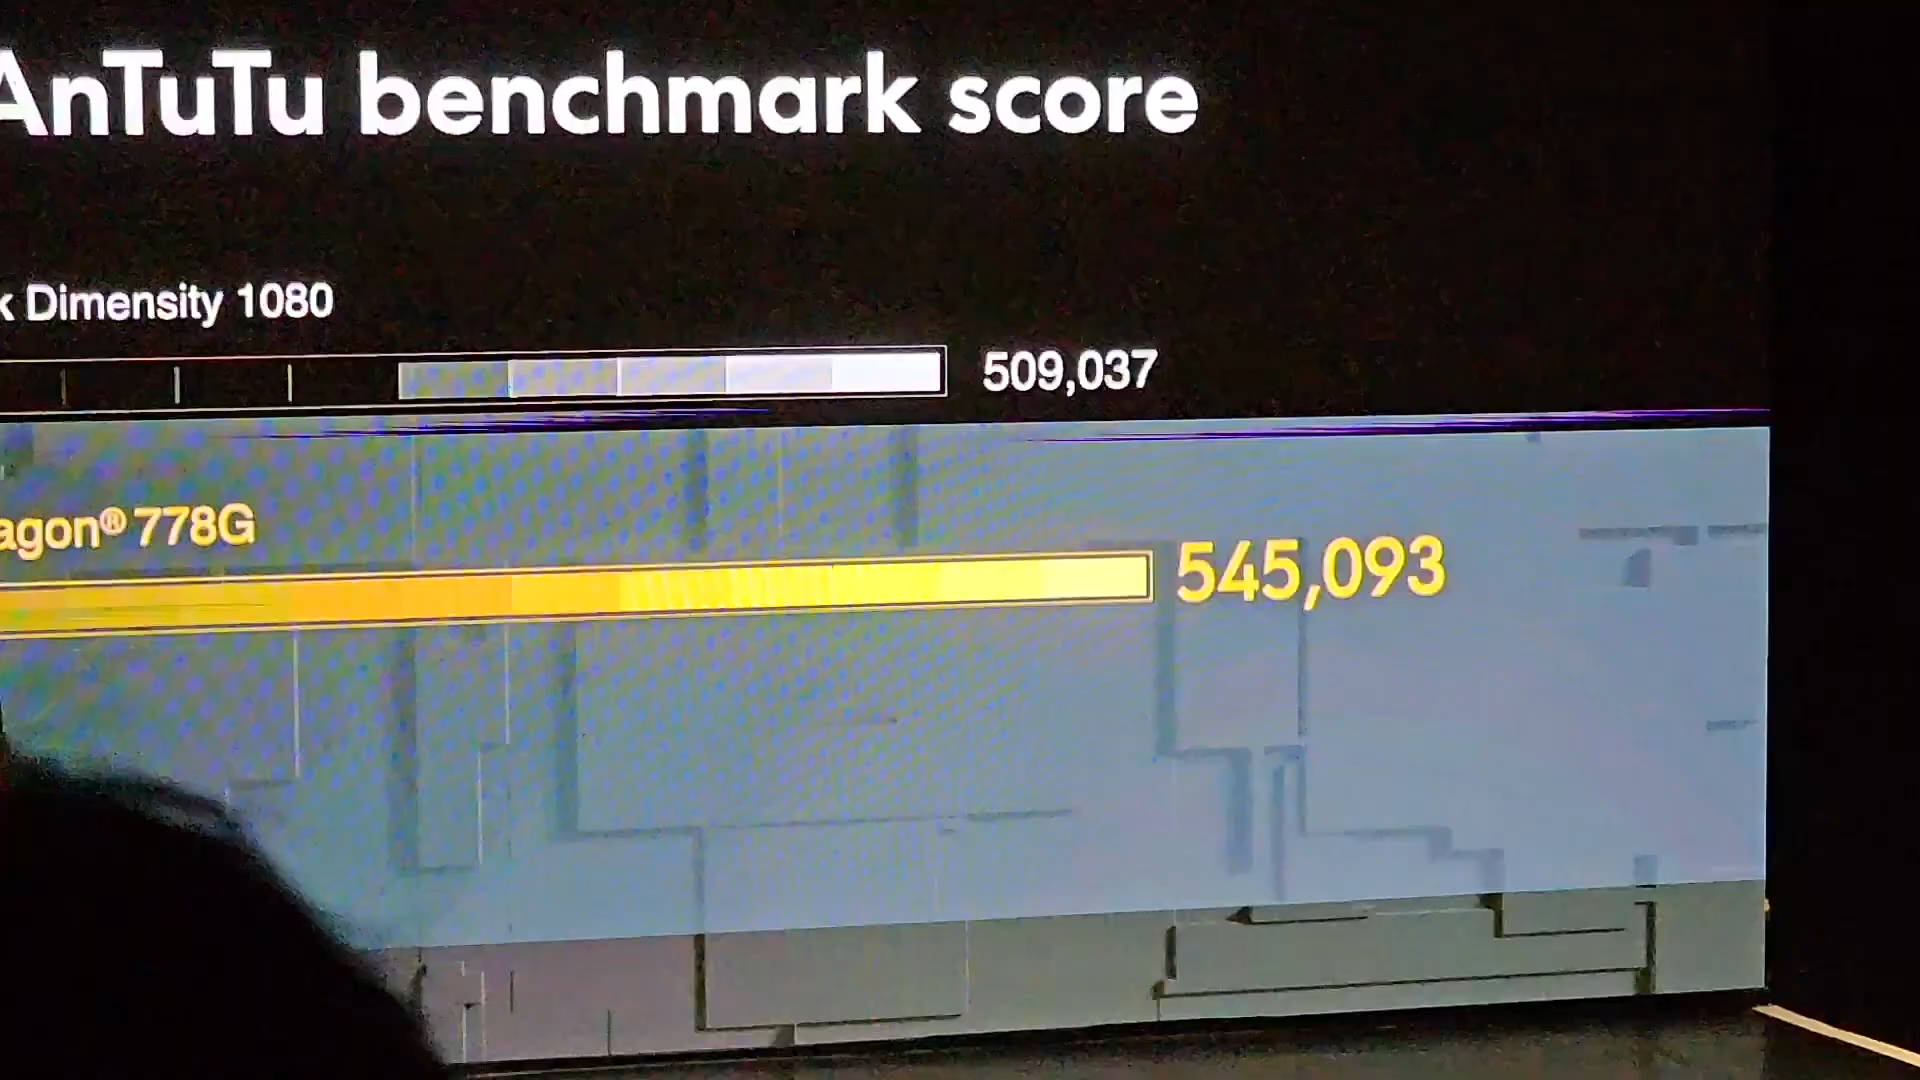 AnTuTu benchmark score
k Dimensity 1080
509,037
agon® 778G
545,093